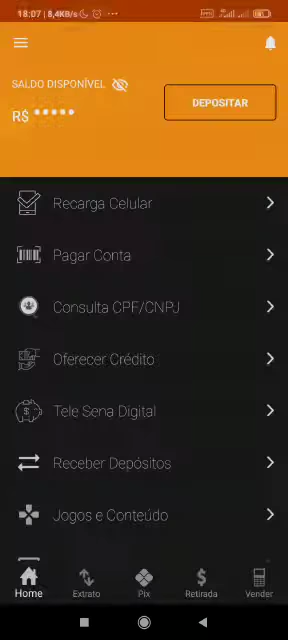 18:07 | 8,4KB/s
SALDO DISPONÍVEL
R$ *****
DEPOSITAR
Recarga Celular
Pagar Conta
Consulta CPF/CNPJ
Oferecer Crédito
Tele Sena Digital
Receber Depósitos
Jogos e Conteúdo
Home Extrato Pix Retirada Vender